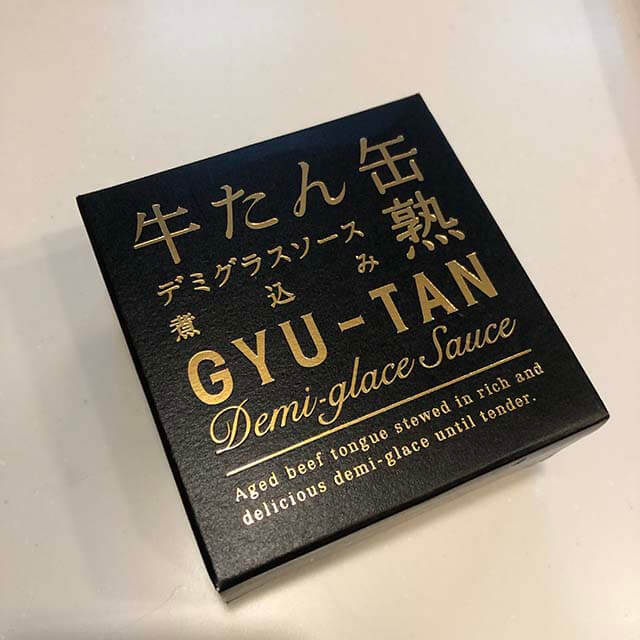 牛たん缶熟
デミグラスソース
煮込み
GYU-TAN
Demi-glace Sauce
Aged beef tongue stewed in rich and
delicious demi-glace until tender.